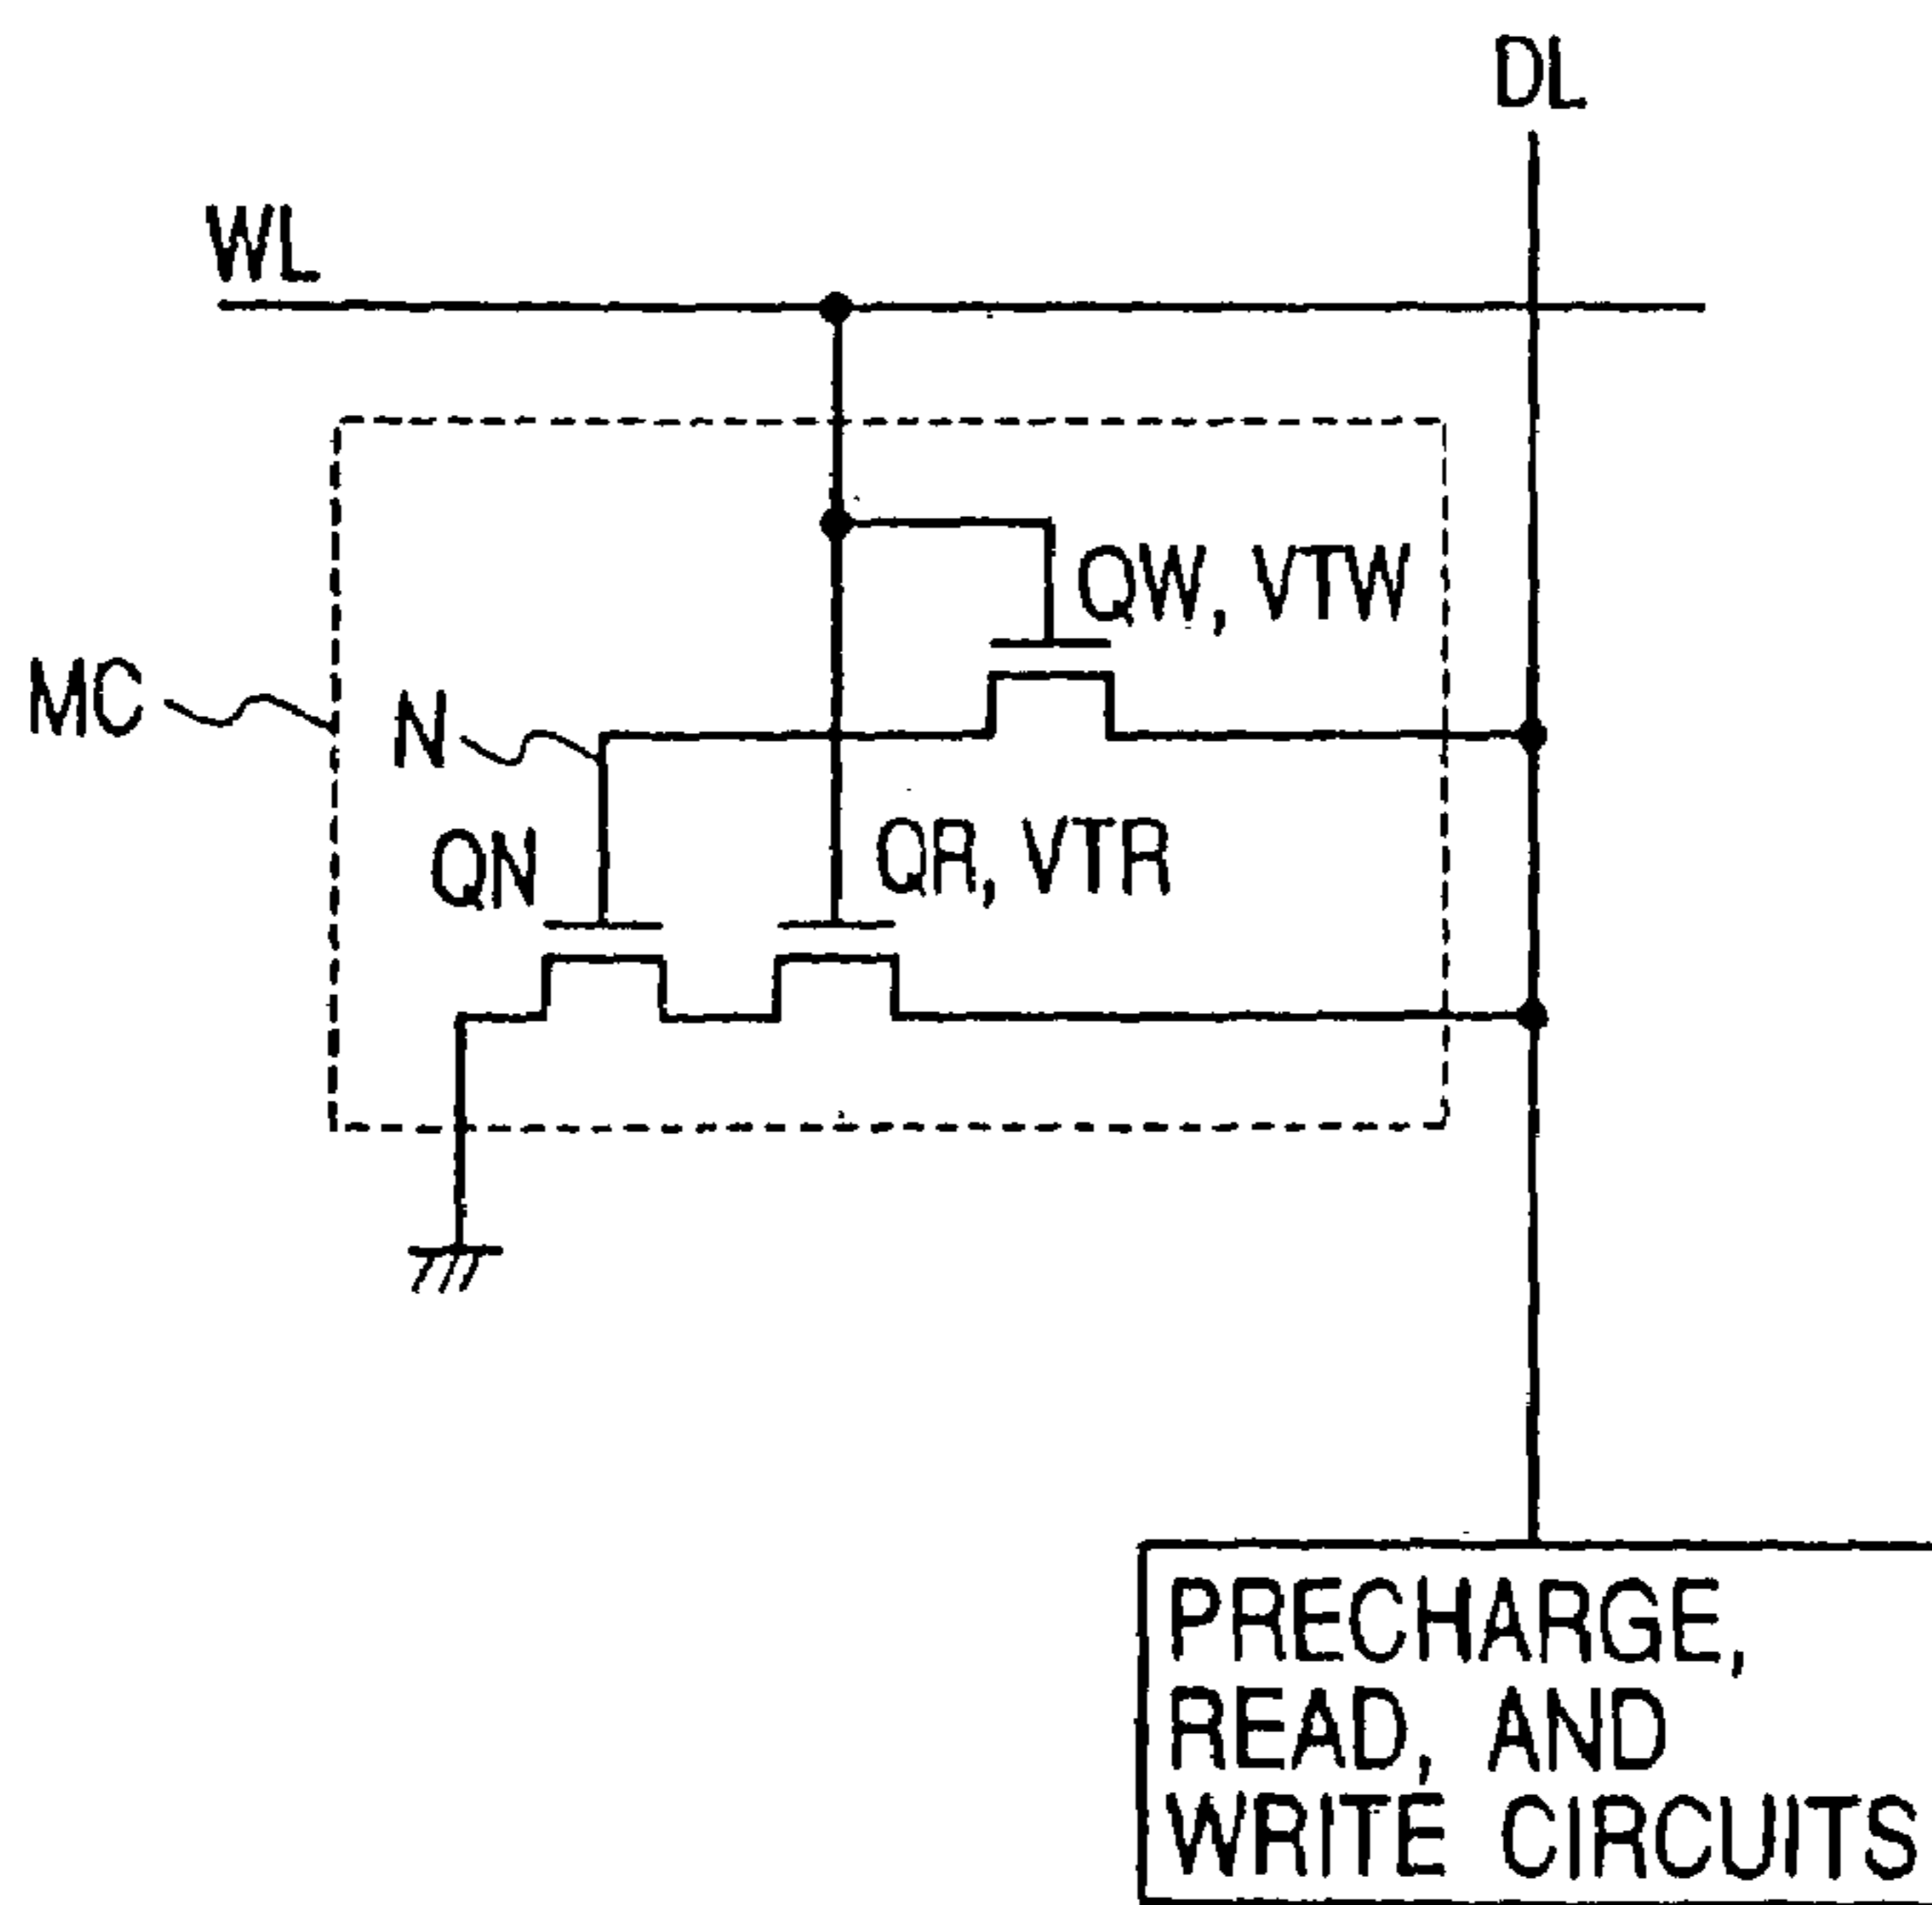 DL
WL
QW, VTW
MC
N
QN
QR, VTR
PRECHARGE,
READ, AND
WRITE CIRCUITS